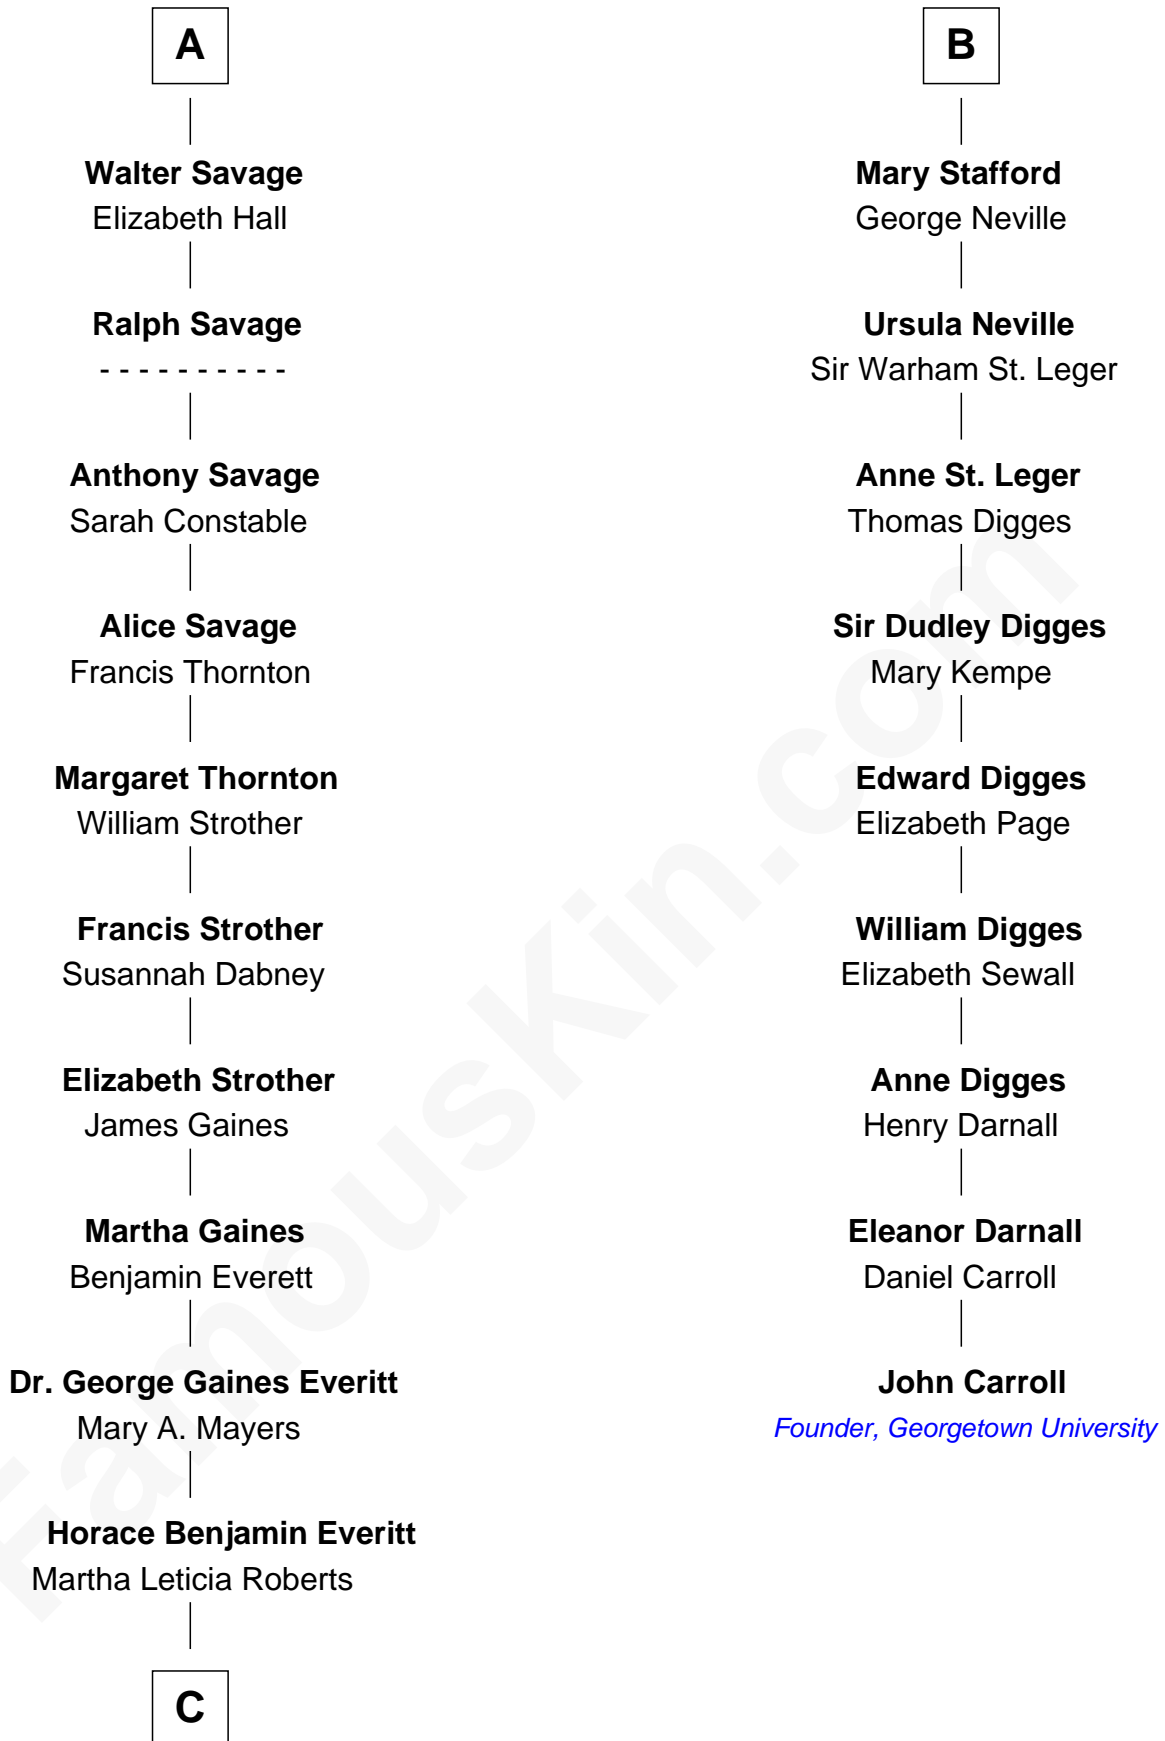 A
Walter Savage
Elizabeth Hall
Ralph Savage
- - - - - - - - - -
Anthony Savage
Sarah Constable
Alice Savage
Francis Thornton
Margaret Thornton
William Strother
Francis Strother
Susannah Dabney
Elizabeth Strother
James Gaines
Martha Gaines
Benjamin Everett
Dr. George Gaines Everitt
Mary A. Mayers
Horace Benjamin Everitt
Martha Leticia Roberts
C
B
Mary Stafford
George Neville
Ursula Neville
Sir Warham St. Leger
Anne St. Leger
Thomas Digges
Sir Dudley Digges
Mary Kempe
Edward Digges
Elizabeth Page
William Digges
Elizabeth Sewall
Anne Digges
Henry Darnall
Eleanor Darnall
Daniel Carroll
John Carroll
Founder, Georgetown University
FamousKin.com